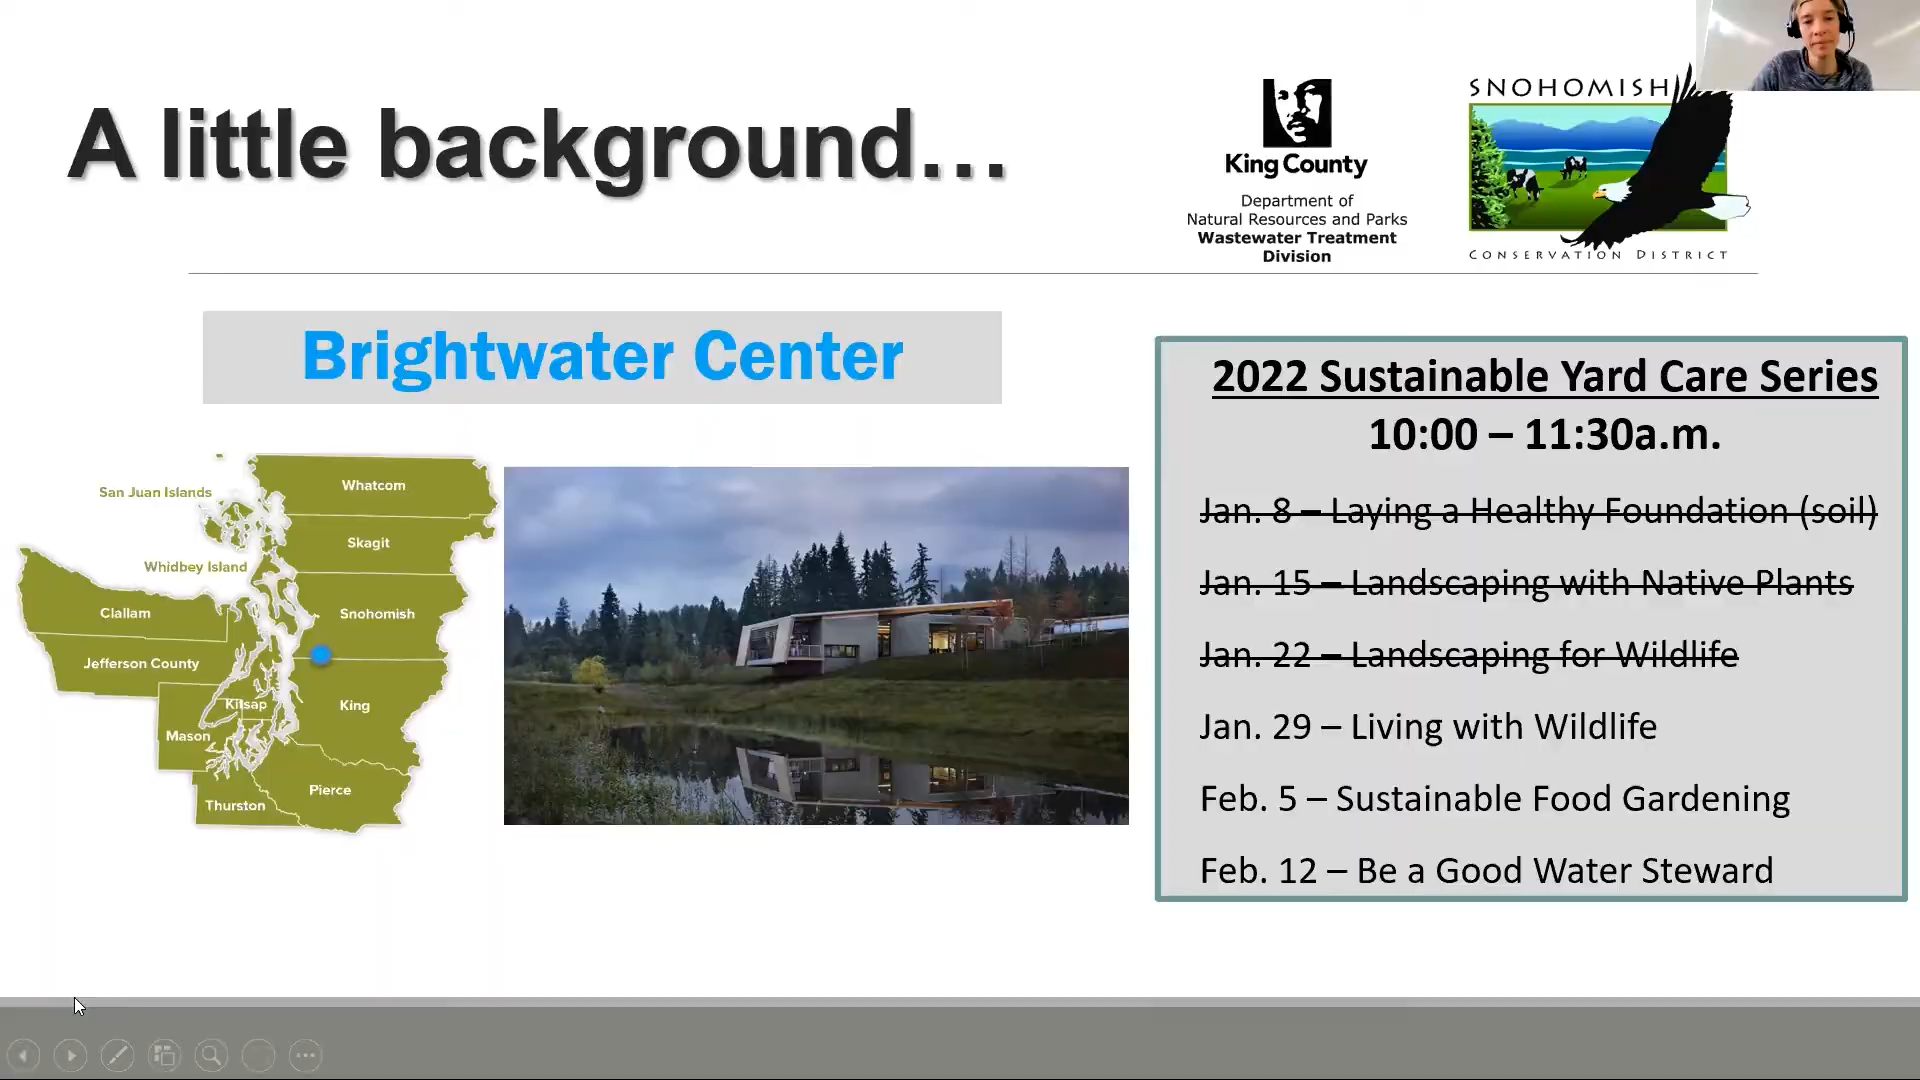 A little background…
King County
Department of
Natural Resources and Parks
Wastewater Treatment
Division
SNOHOMISH
CONSERVATION DISTRICT
Brightwater Center
San Juan Islands
Whatcom
Skagit
Whidbey Island
Clallam
Snohomish
Jefferson County
Kitsap
King
Mason
Pierce
Thurston
2022 Sustainable Yard Care Series
10:00 – 11:30a.m.
Jan. 8 – Laying a Healthy Foundation (soil)
Jan. 15 – Landscaping with Native Plants
Jan. 22 – Landscaping for Wildlife
Jan. 29 – Living with Wildlife
Feb. 5 – Sustainable Food Gardening
Feb. 12 – Be a Good Water Steward